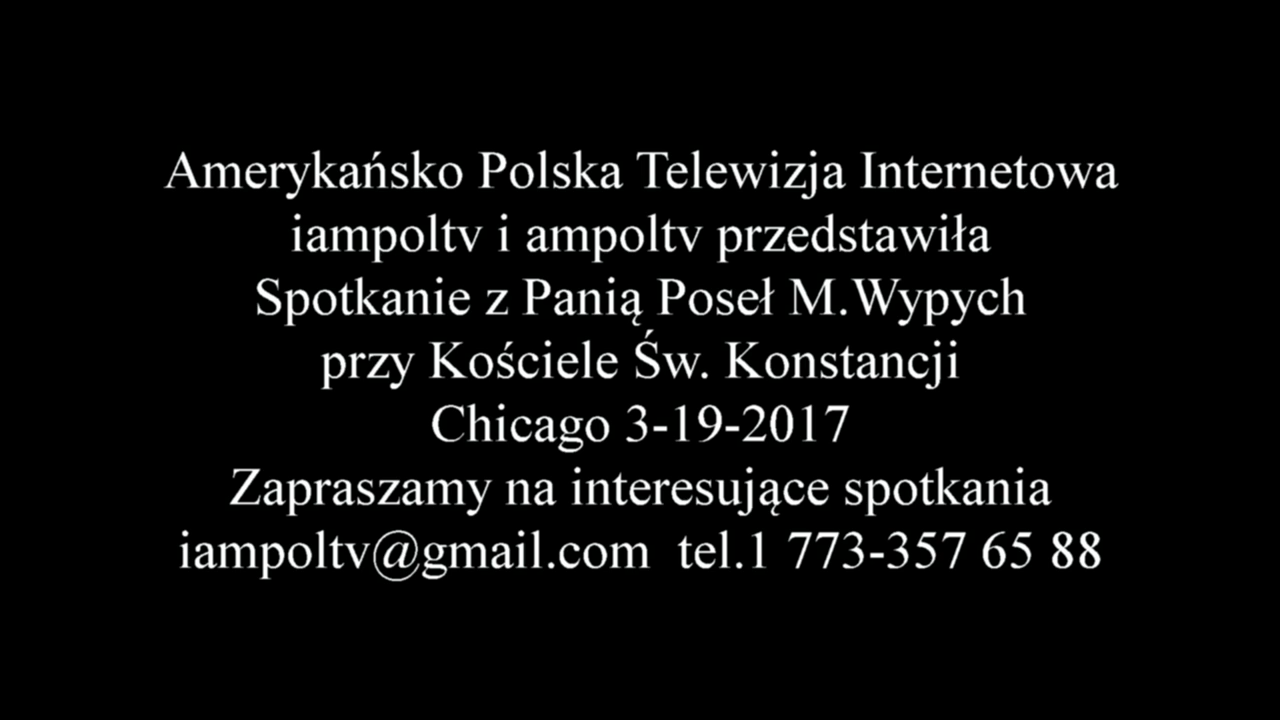 Amerykańsko Polska Telewizja Internetowa
iampoltv i ampoltv przedstawiła
Spotkanie z Panią Poseł M.Wypych
przy Kościele Św. Konstancji
Chicago 3-19-2017
Zapraszamy na interesujące spotkania
iampoltv@gmail.com  tel.1 773-357 65 88